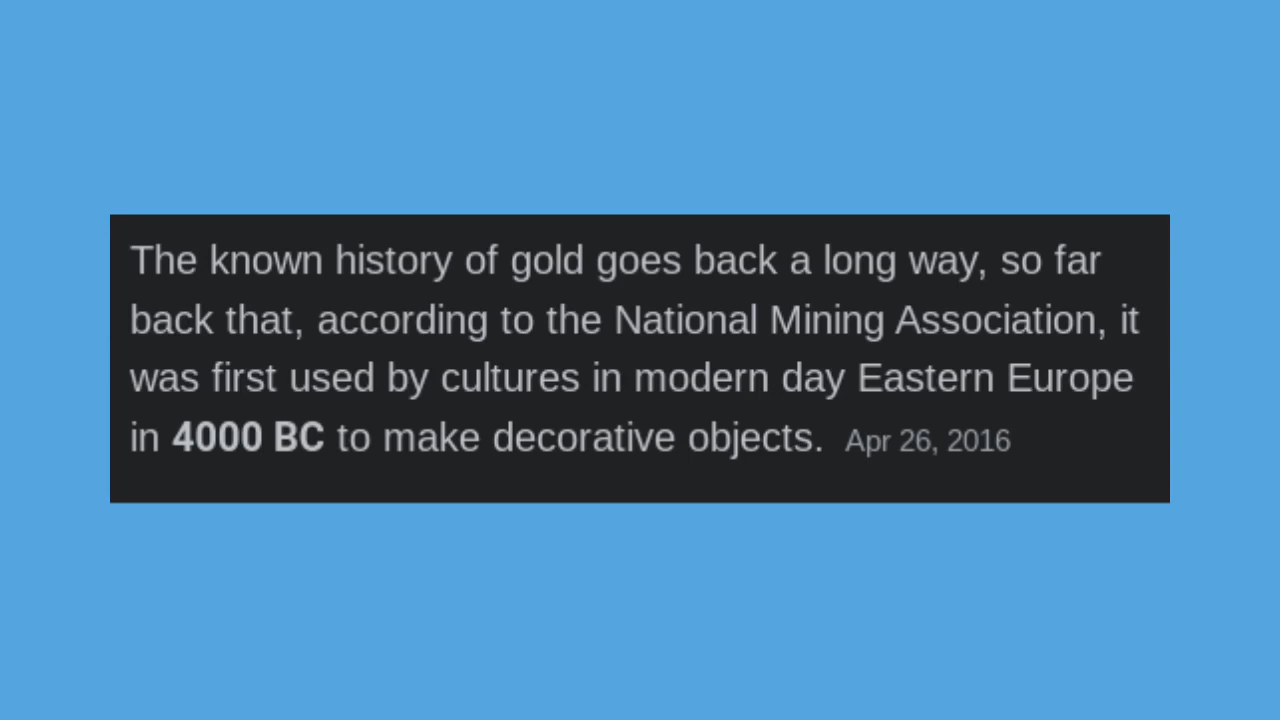 The known history of gold goes back a long way, so far
back that, according to the National Mining Association, it
was first used by cultures in modern day Eastern Europe
in 4000 BC to make decorative objects. Apr 26, 2016